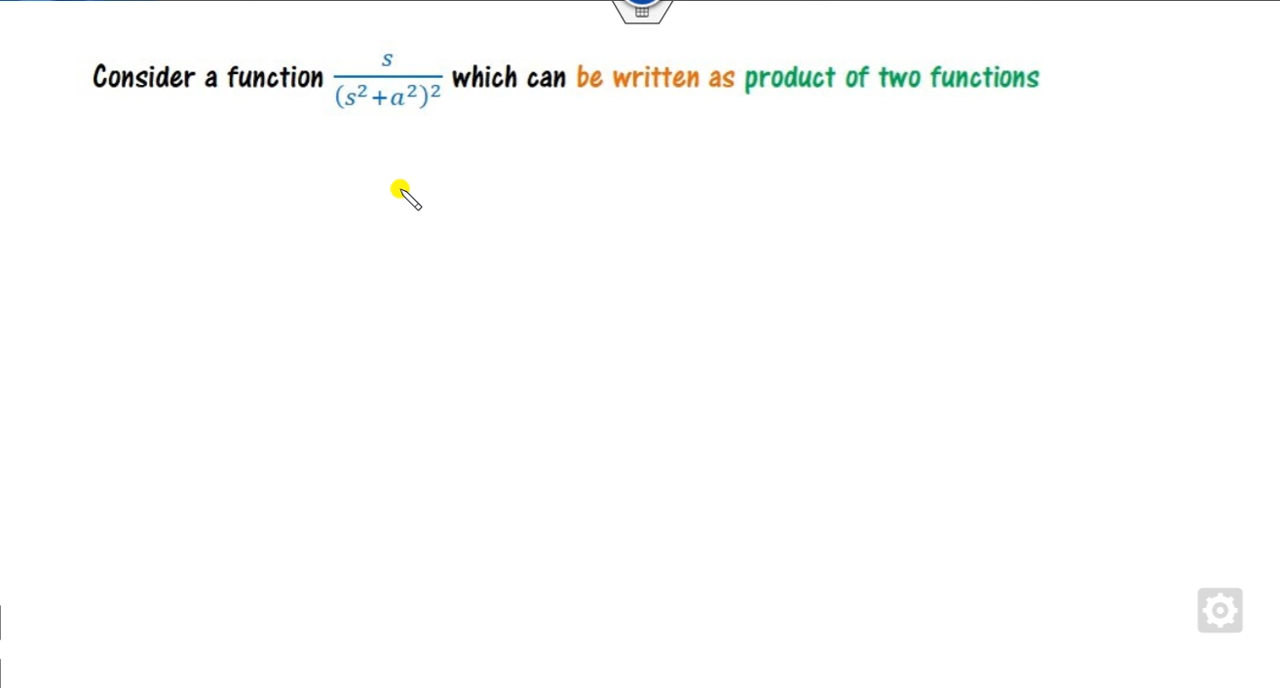 Consider a function s/(s²+a²)² which can be written as product of two functions